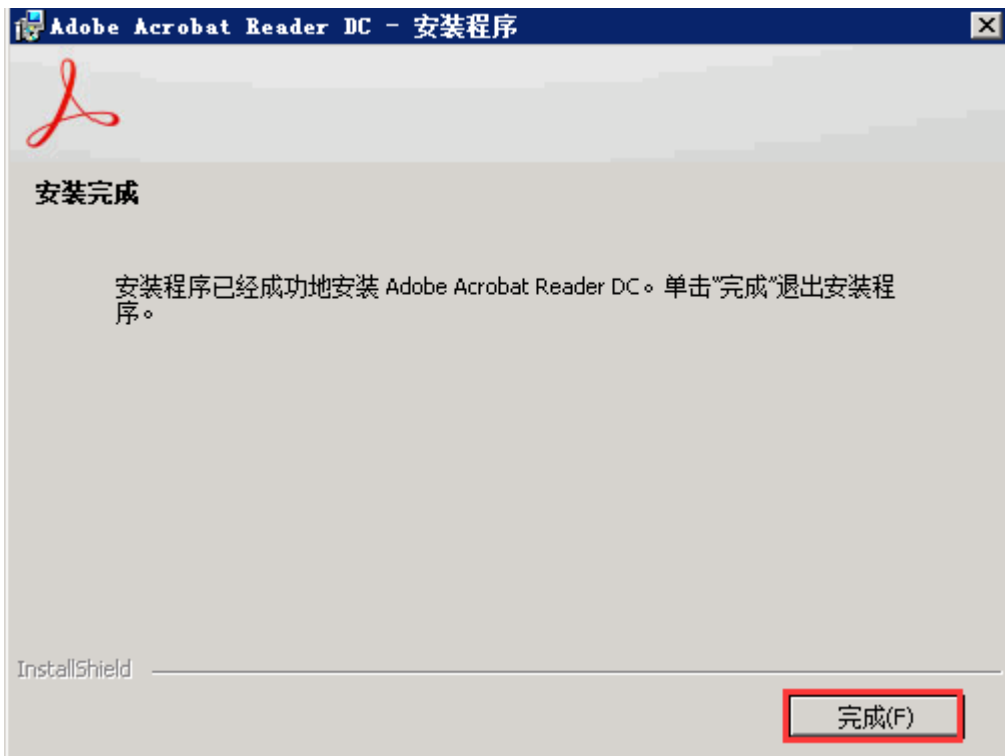 Adobe Acrobat Reader DC - 安装程序
安装完成
安装程序已经成功地安装 Adobe Acrobat Reader DC。单击"完成"退出安装程
序。
InstallShield
完成(F)